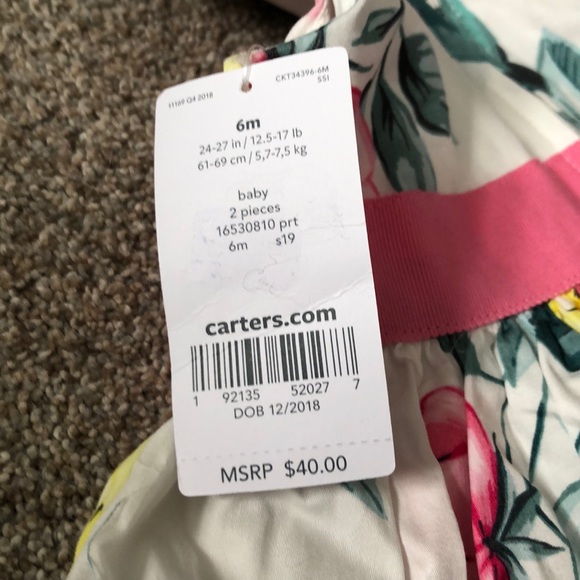 11169 Q4 2018
CKT34396-6M
SSI
6m
24-27 in / 12.5-17 lb
61-69 cm / 5,7-7,5 kg
baby
2 pieces
16530810 prt
6m s19
carters.com
1 92135 52027 7
DOB 12/2018
MSRP $40.00